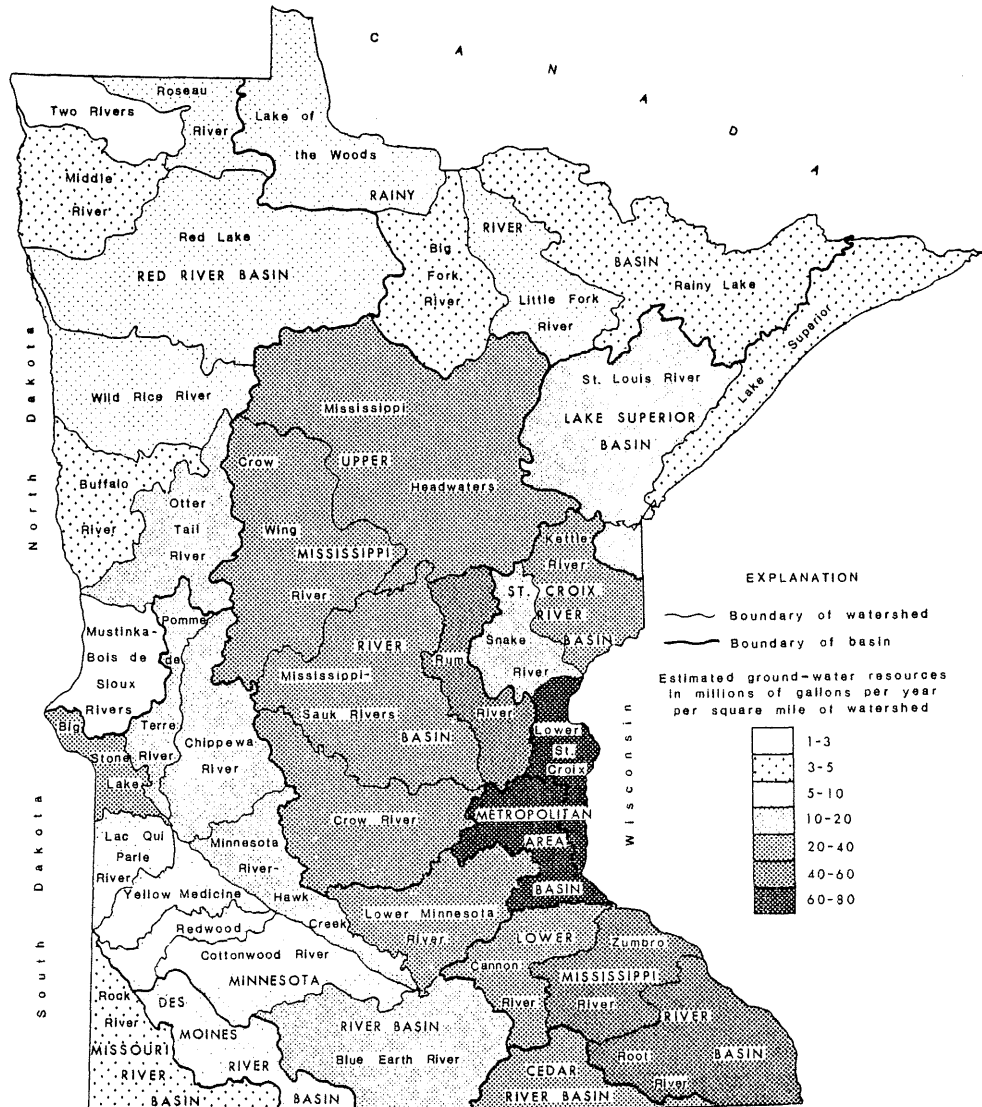 C A N A D A
Roseau
River
Two Rivers
Lake of
the Woods
RAINY
Middle
River
Red Lake
RED RIVER BASIN
Big
Fork
River
RIVER
Little Fork
River
BASIN
Rainy Lake
Lake Superior
St. Louis River
LAKE SUPERIOR
BASIN
North Dakota
Wild Rice River
Mississippi
UPPER
Headwaters
Crow
Wing
River
MISSISSIPPI
Buffalo
River
Otter
Tail
River
Kettle
River
ST. CROIX
RIVER
BASIN
Snake
River
Mustinka-
Bois de
Sioux
Rivers
Pomme
de
Terre
River
RIVER
Rum
River
Mississippi-
Sauk Rivers
BASIN
Big
Stone
Lake
Chippewa
River
Lower
St.
Croix
Wisconsin
METROPOLITAN
AREA
BASIN
Crow River
South Dakota
Lac Qui
Parle
River
Minnesota
River-
Hawk
Creek
Yellow Medicine
Redwood
Cottonwood River
MINNESOTA
RIVER BASIN
Lower Minnesota
River
Blue Earth River
LOWER
MISSISSIPPI
RIVER
BASIN
Cannon
River
Zumbro
River
Root
River
CEDAR
RIVER BASIN
Rock
River
MISSOURI
RIVER
BASIN
DES
MOINES
RIVER
BASIN
EXPLANATION
Boundary of watershed
Boundary of basin
Estimated ground-water resources
in millions of gallons per year
per square mile of watershed
1-3
3-5
5-10
10-20
20-40
40-60
60-80